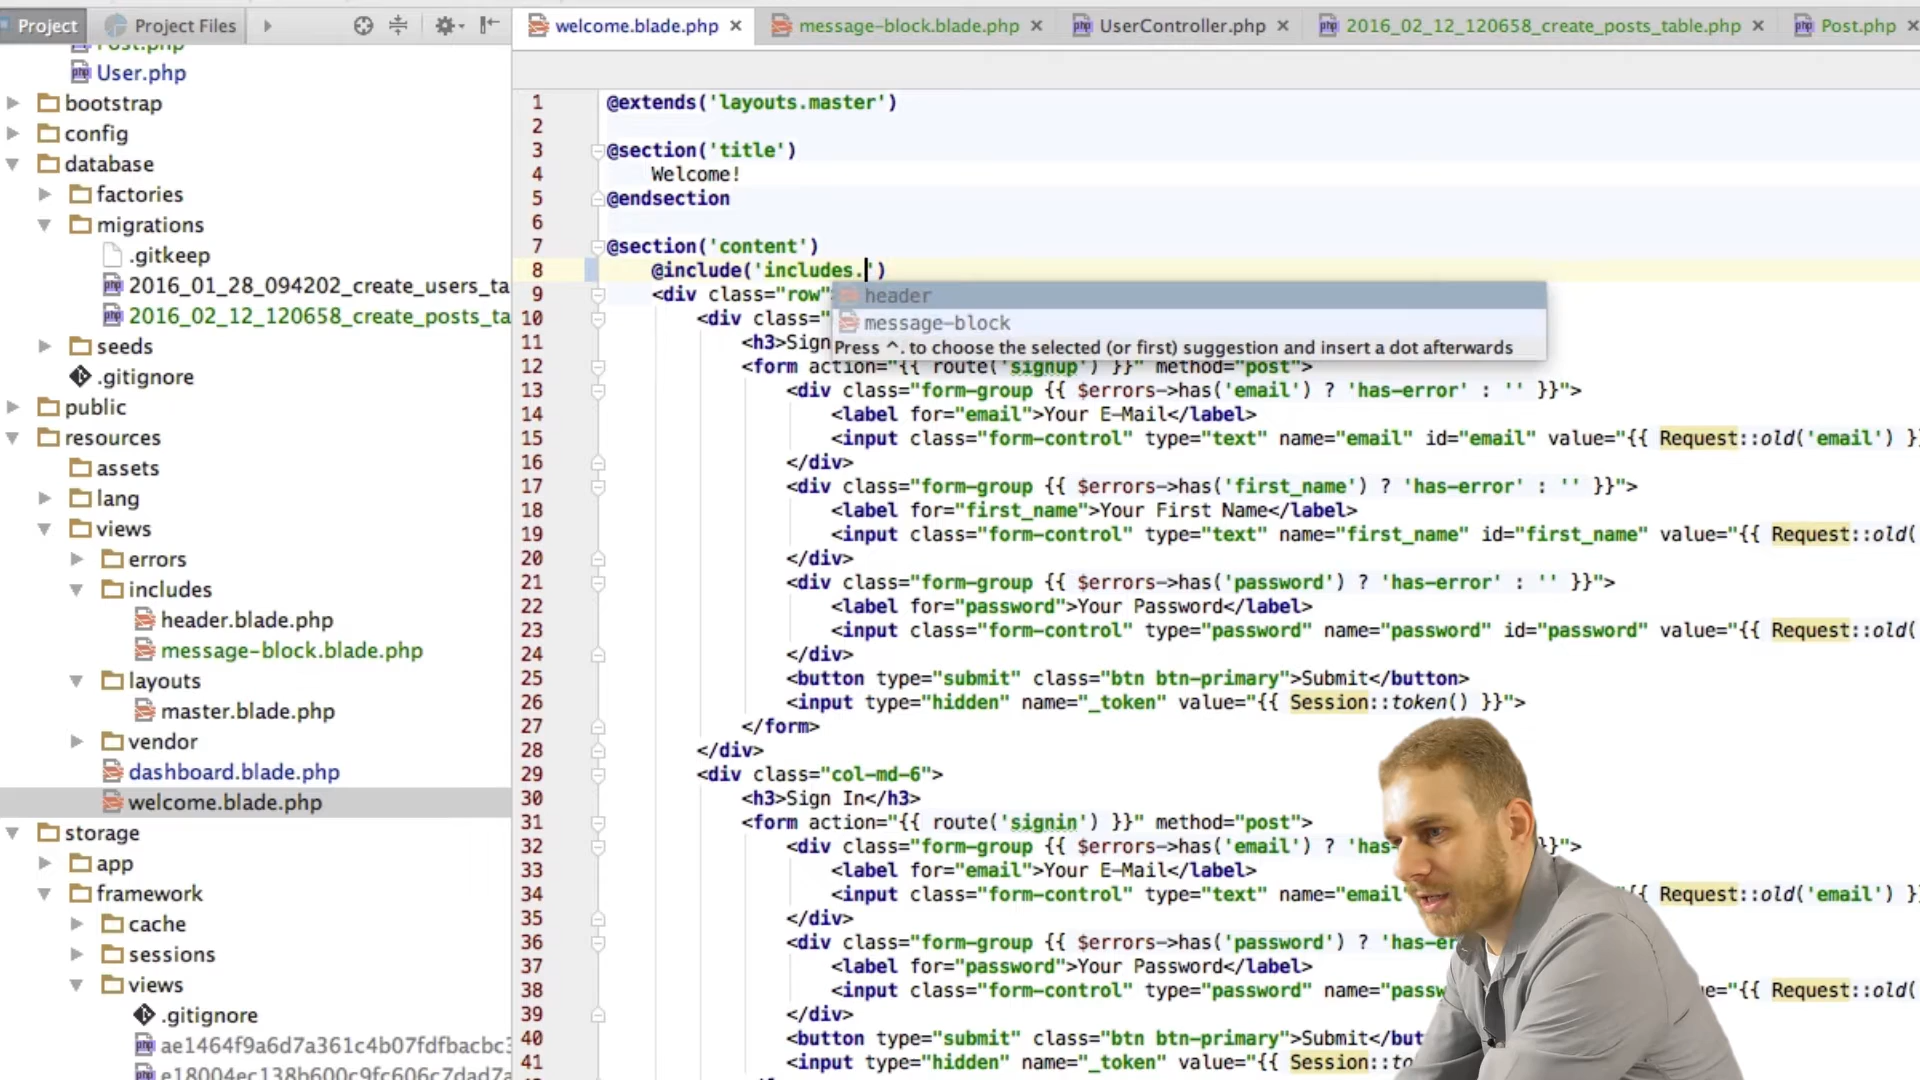 Project
Project Files
welcome.blade.php
message-block.blade.php
UserController.php
2016_02_12_120658_create_posts_table.php
Post.php
Post.php
User.php
bootstrap
config
database
factories
migrations
.gitkeep
2016_01_28_094202_create_users_ta
2016_02_12_120658_create_posts_ta
seeds
.gitignore
public
resources
assets
lang
views
errors
includes
header.blade.php
message-block.blade.php
layouts
master.blade.php
vendor
dashboard.blade.php
welcome.blade.php
storage
app
framework
cache
sessions
views
.gitignore
ae1464f9a6d7a361c4b07fdfbacbc3
e18004ec138b600c9fc606c7dad7a
1 @extends('layouts.master')
2
3 @section('title')
4 Welcome!
5 @endsection
6
7 @section('content')
8 @include('includes.')
9 <div class="row"
header
message-block
Press ^. to choose the selected (or first) suggestion and insert a dot afterwards
10 <div class="
11 <h3>Sign
12 <form action="{{ route('signup') }}" method="post">
13 <div class="form-group {{ $errors->has('email') ? 'has-error' : '' }}">
14 <label for="email">Your E-Mail</label>
15 <input class="form-control" type="text" name="email" id="email" value="{{ Request::old('email') }
16 </div>
17 <div class="form-group {{ $errors->has('first_name') ? 'has-error' : '' }}">
18 <label for="first_name">Your First Name</label>
19 <input class="form-control" type="text" name="first_name" id="first_name" value="{{ Request::old(
20 </div>
21 <div class="form-group {{ $errors->has('password') ? 'has-error' : '' }}">
22 <label for="password">Your Password</label>
23 <input class="form-control" type="password" name="password" id="password" value="{{ Request::old(
24 </div>
25 <button type="submit" class="btn btn-primary">Submit</button>
26 <input type="hidden" name="_token" value="{{ Session::token() }}">
27 </form>
28 </div>
29 <div class="col-md-6">
30 <h3>Sign In</h3>
31 <form action="{{ route('signin') }}" method="post">
32 <div class="form-group {{ $errors->has('email') ? 'has- }}">
33 <label for="email">Your E-Mail</label>
34 <input class="form-control" type="text" name="email "{{ Request::old('email') }
35 </div>
36 <div class="form-group {{ $errors->has('password') ? 'has-er
37 <label for="password">Your Password</label>
38 <input class="form-control" type="password" name="passw ="{{ Request::old(
39 </div>
40 <button type="submit" class="btn btn-primary">Submit</but
41 <input type="hidden" name="_token" value="{{ Session::to